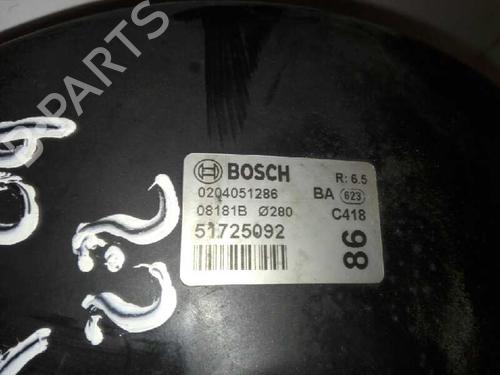 BOSCH R: 6.5
0204051286 BA 623
08181B Ø280 C418
51725092
86
PARTS